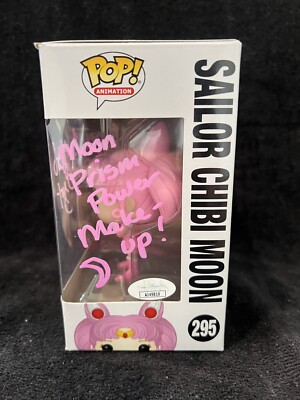 POP!
ANIMATION
SAILOR CHIBI MOON
295
Moon
Prism
Power
Make-
up!